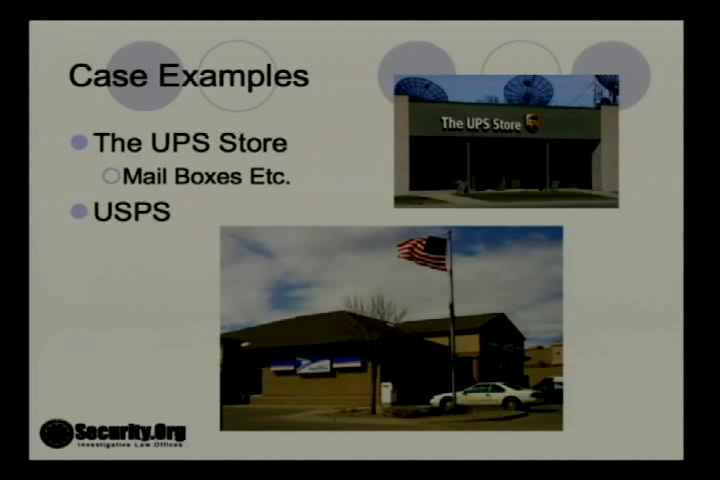 Case Examples
The UPS Store
Mail Boxes Etc.
USPS
The UPS Store
Security.Org
Investigative Law Offices